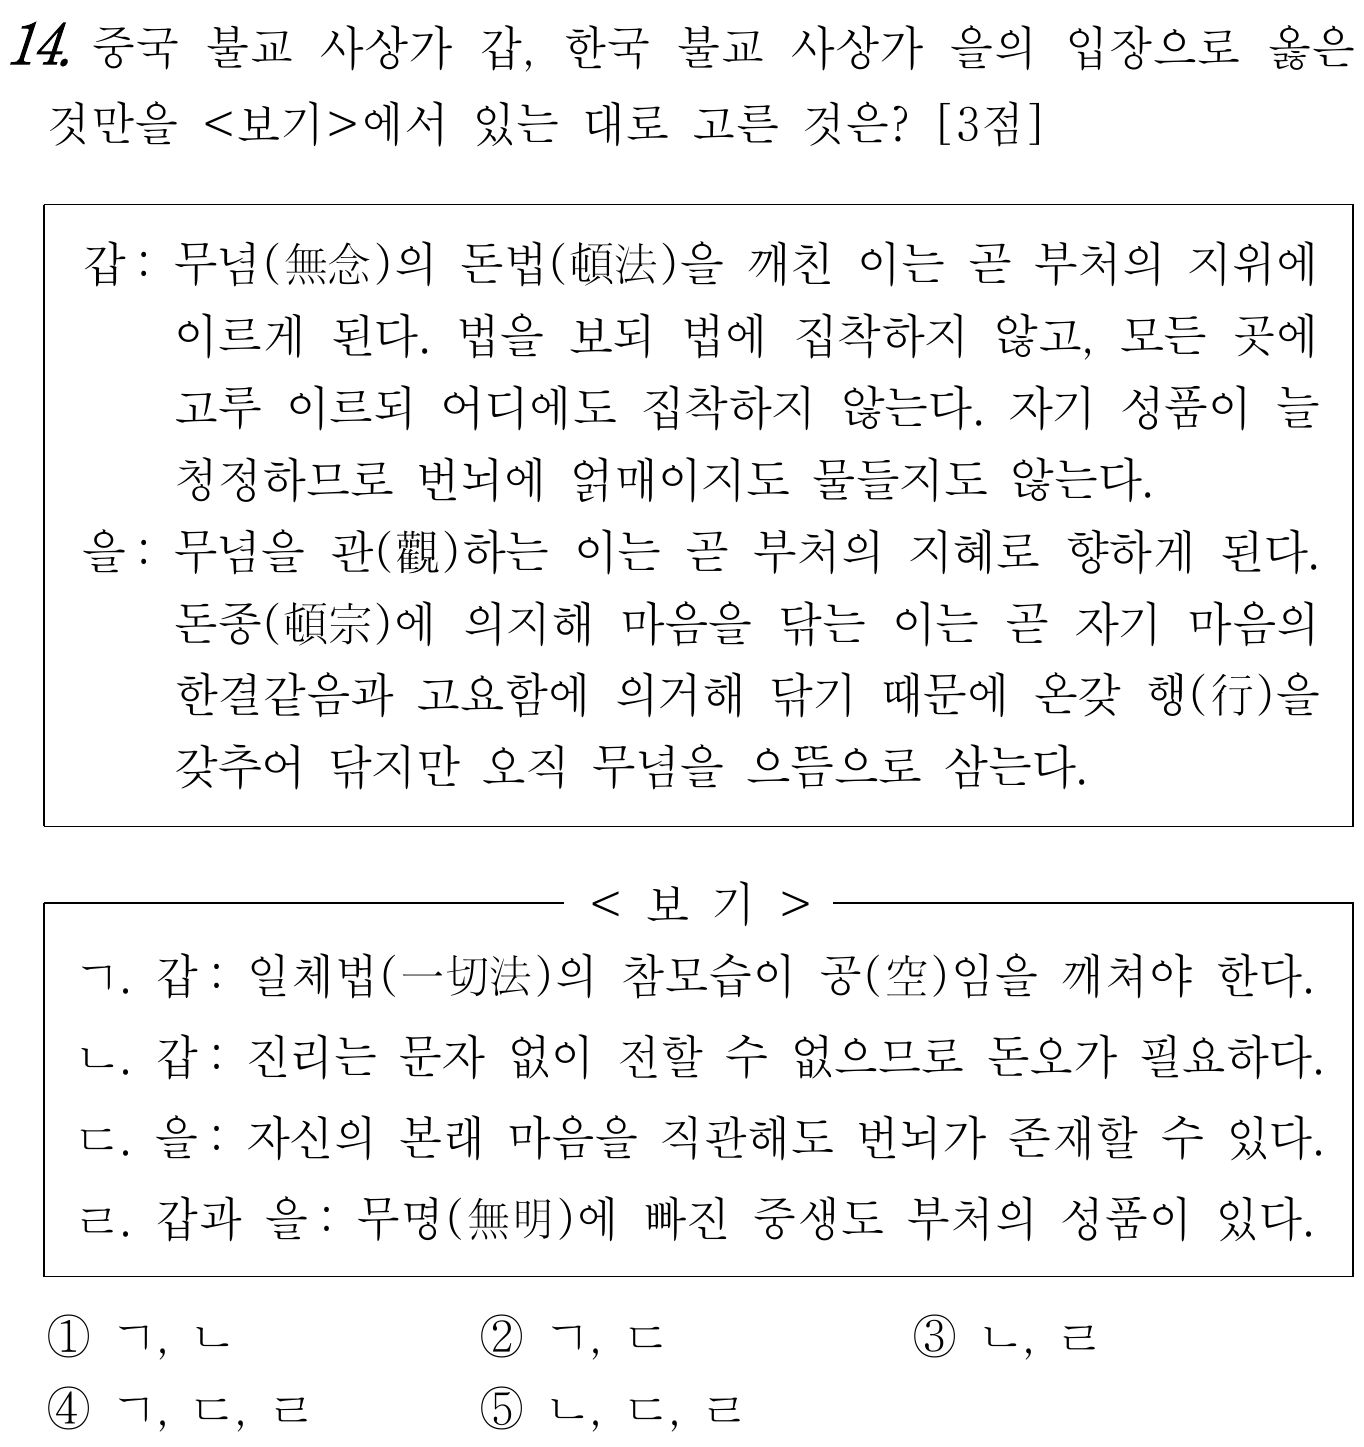 14. 중국 불교 사상가 갑, 한국 불교 사상가 을의 입장으로 옳은
것만을 <보기>에서 있는 대로 고른 것은? [3점]
갑: 무념(無念)의 돈법(頓法)을 깨친 이는 곧 부처의 지위에
이르게 된다. 법을 보되 법에 집착하지 않고, 모든 곳에
고루 이르되 어디에도 집착하지 않는다. 자기 성품이 늘
청정하므로 번뇌에 얽매이지도 물들지도 않는다.
을: 무념을 관(觀)하는 이는 곧 부처의 지혜로 향하게 된다.
돈종(頓宗)에 의지해 마음을 닦는 이는 곧 자기 마음의
한결같음과 고요함에 의거해 닦기 때문에 온갖 행(行)을
갖추어 닦지만 오직 무념을 으뜸으로 삼는다.
< 보 기 >
ㄱ. 갑: 일체법(一切法)의 참모습이 공(空)임을 깨쳐야 한다.
ㄴ. 갑: 진리는 문자 없이 전할 수 없으므로 돈오가 필요하다.
ㄷ. 을: 자신의 본래 마음을 직관해도 번뇌가 존재할 수 있다.
ㄹ. 갑과 을: 무명(無明)에 빠진 중생도 부처의 성품이 있다.
① ㄱ, ㄴ ② ㄱ, ㄷ ③ ㄴ, ㄹ
④ ㄱ, ㄷ, ㄹ ⑤ ㄴ, ㄷ, ㄹ